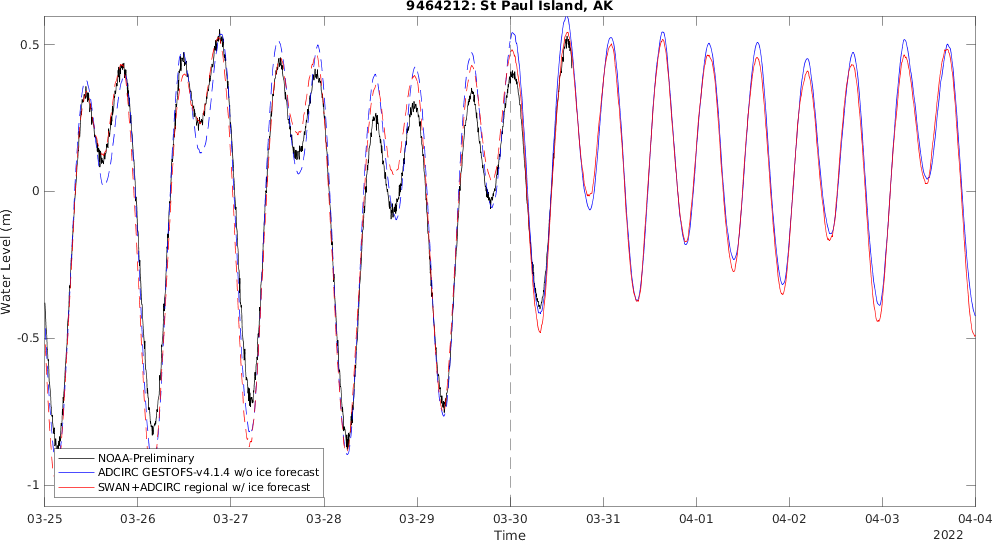 9464212: St Paul Island, AK
Water Level (m)
0.5
0
-0.5
-1
NOAA-Preliminary
ADCIRC GESTOFS-v4.1.4 w/o ice forecast
SWAN+ADCIRC regional w/ ice forecast
03-25 03-26 03-27 03-28 03-29 03-30 03-31 04-01 04-02 04-03 04-04
Time
2022